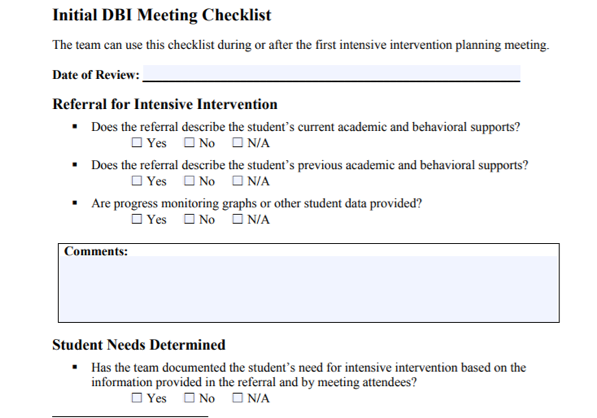 Initial DBI Meeting Checklist
The team can use this checklist during or after the first intensive intervention planning meeting.
Date of Review:
Referral for Intensive Intervention
▪ Does the referral describe the student's current academic and behavioral supports?
☐ Yes ☐ No ☐ N/A
▪ Does the referral describe the student's previous academic and behavioral supports?
☐ Yes ☐ No ☐ N/A
▪ Are progress monitoring graphs or other student data provided?
☐ Yes ☐ No ☐ N/A
Comments:
Student Needs Determined
▪ Has the team documented the student's need for intensive intervention based on the
information provided in the referral and by meeting attendees?
☐ Yes ☐ No ☐ N/A